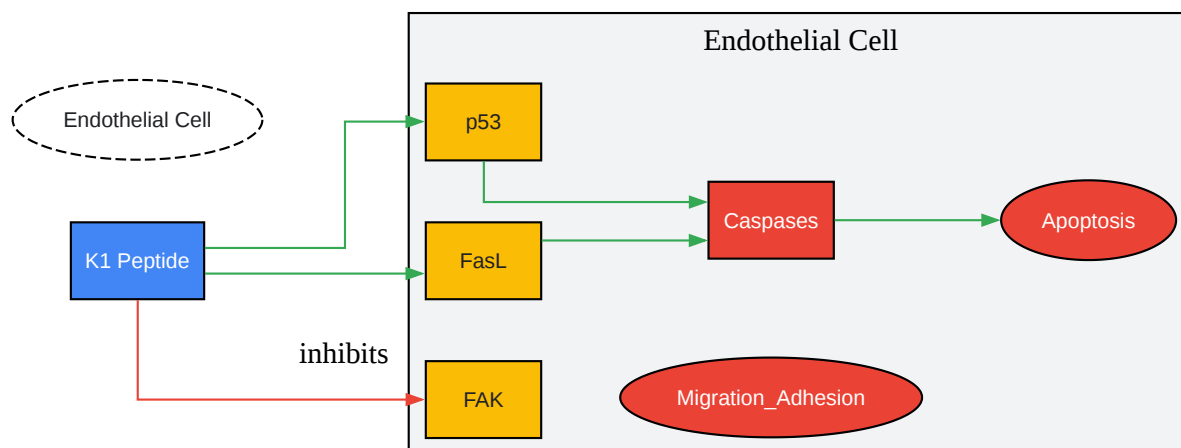 Endothelial Cell
Endothelial Cell
p53
K1 Peptide
FasL
Caspases
Apoptosis
inhibits
FAK
Migration_Adhesion